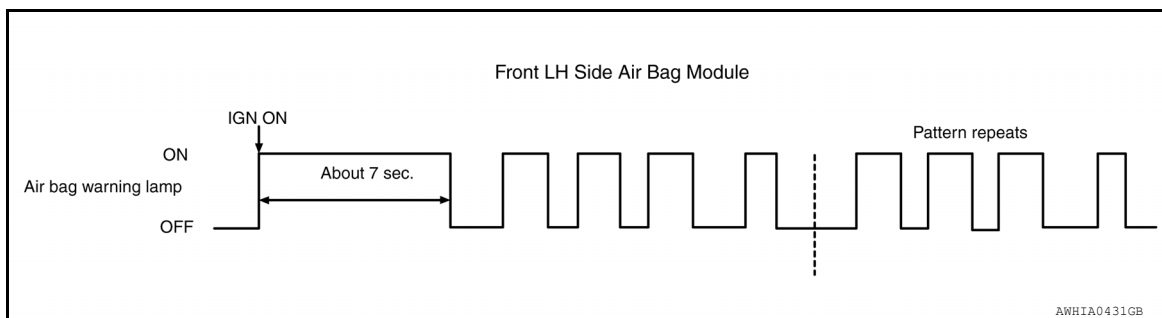 Front LH Side Air Bag Module
IGN ON
Pattern repeats
ON
About 7 sec.
Air bag warning lamp
OFF
AWHIA0431GB